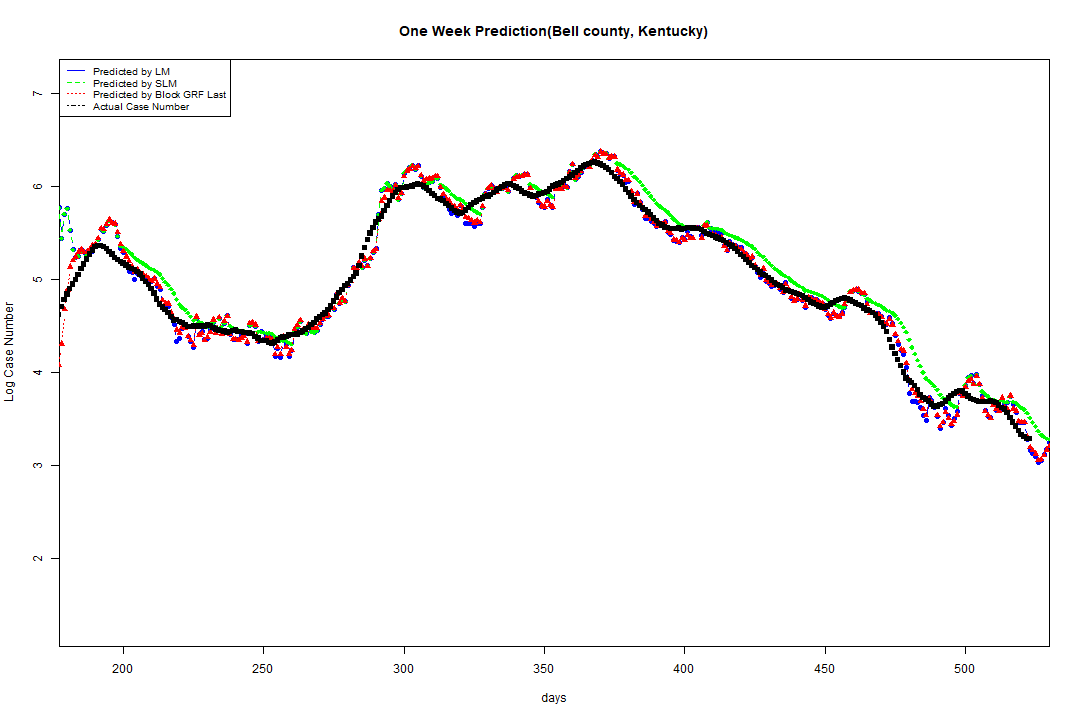 One Week Prediction(Bell county, Kentucky)
Predicted by LM
Predicted by SLM
Predicted by Block GRF Last
Actual Case Number
7
6
5
4
3
2
Log Case Number
200 250 300 350 400 450 500
days